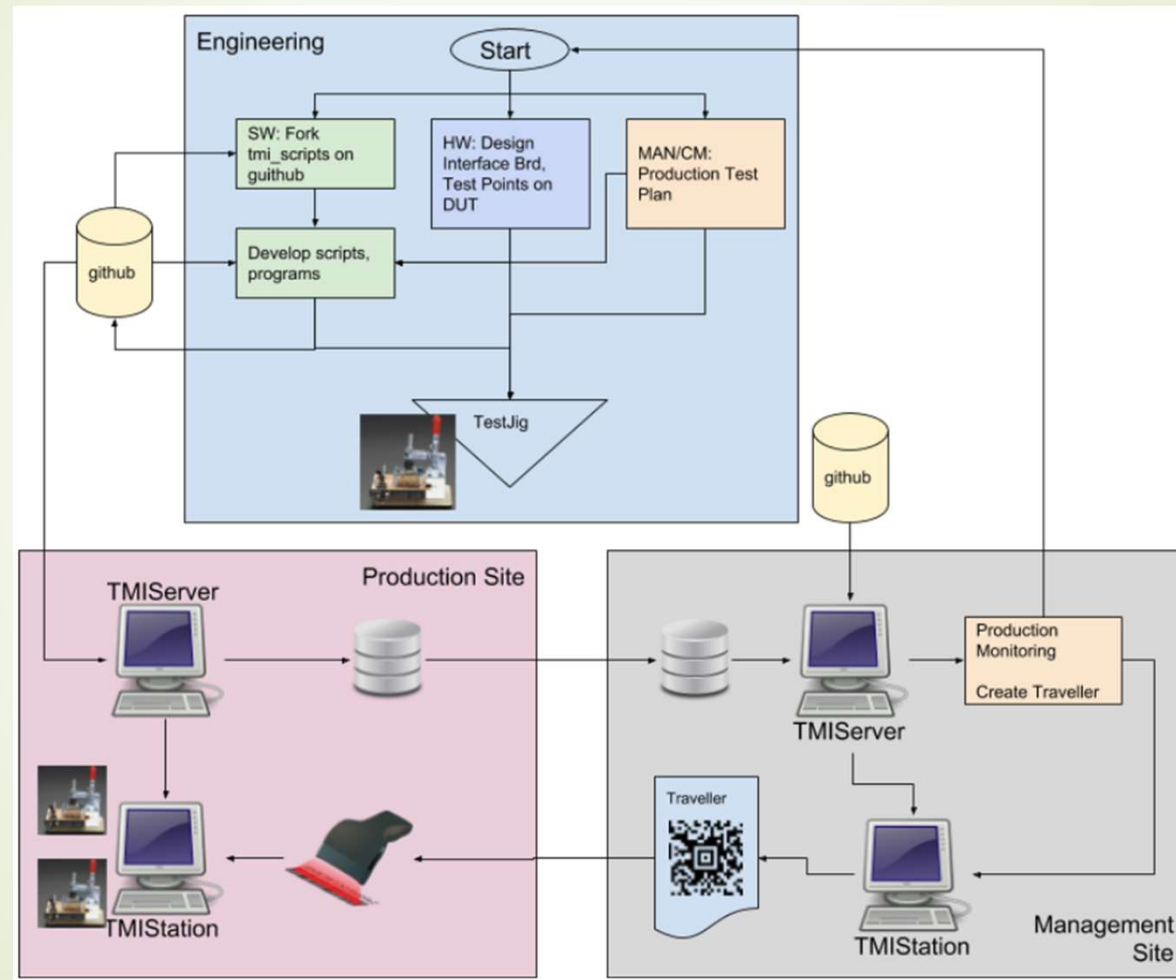 Engineering
Start
SW: Fork
tmi_scripts on
guithub
HW: Design
Interface Brd,
Test Points on
DUT
MAN/CM:
Production Test
Plan
github
Develop scripts,
programs
TestJig
github
Production Site
TMIServer
Production
Monitoring
Create Traveller
TMIServer
Traveller
TMIStation
TMIStation
Management
Site